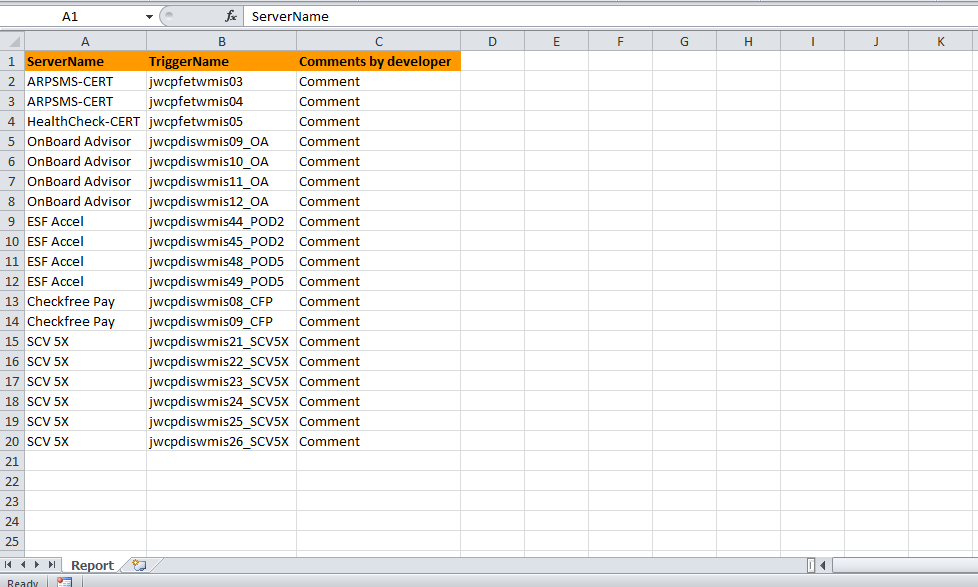 A1 fx ServerName
A B C D E F G H I J K
1 ServerName TriggerName Comments by developer
2 ARPSMS-CERT jwcpfetwmis03 Comment
3 ARPSMS-CERT jwcpfetwmis04 Comment
4 HealthCheck-CERT jwcpfetwmis05 Comment
5 OnBoard Advisor jwcpdiswmis09_OA Comment
6 OnBoard Advisor jwcpdiswmis10_OA Comment
7 OnBoard Advisor jwcpdiswmis11_OA Comment
8 OnBoard Advisor jwcpdiswmis12_OA Comment
9 ESF Accel jwcpdiswmis44_POD2 Comment
10 ESF Accel jwcpdiswmis45_POD2 Comment
11 ESF Accel jwcpdiswmis48_POD5 Comment
12 ESF Accel jwcpdiswmis49_POD5 Comment
13 Checkfree Pay jwcpdiswmis08_CFP Comment
14 Checkfree Pay jwcpdiswmis09_CFP Comment
15 SCV 5X jwcpdiswmis21_SCV5X Comment
16 SCV 5X jwcpdiswmis22_SCV5X Comment
17 SCV 5X jwcpdiswmis23_SCV5X Comment
18 SCV 5X jwcpdiswmis24_SCV5X Comment
19 SCV 5X jwcpdiswmis25_SCV5X Comment
20 SCV 5X jwcpdiswmis26_SCV5X Comment
21
22
23
24
25
Report
Ready